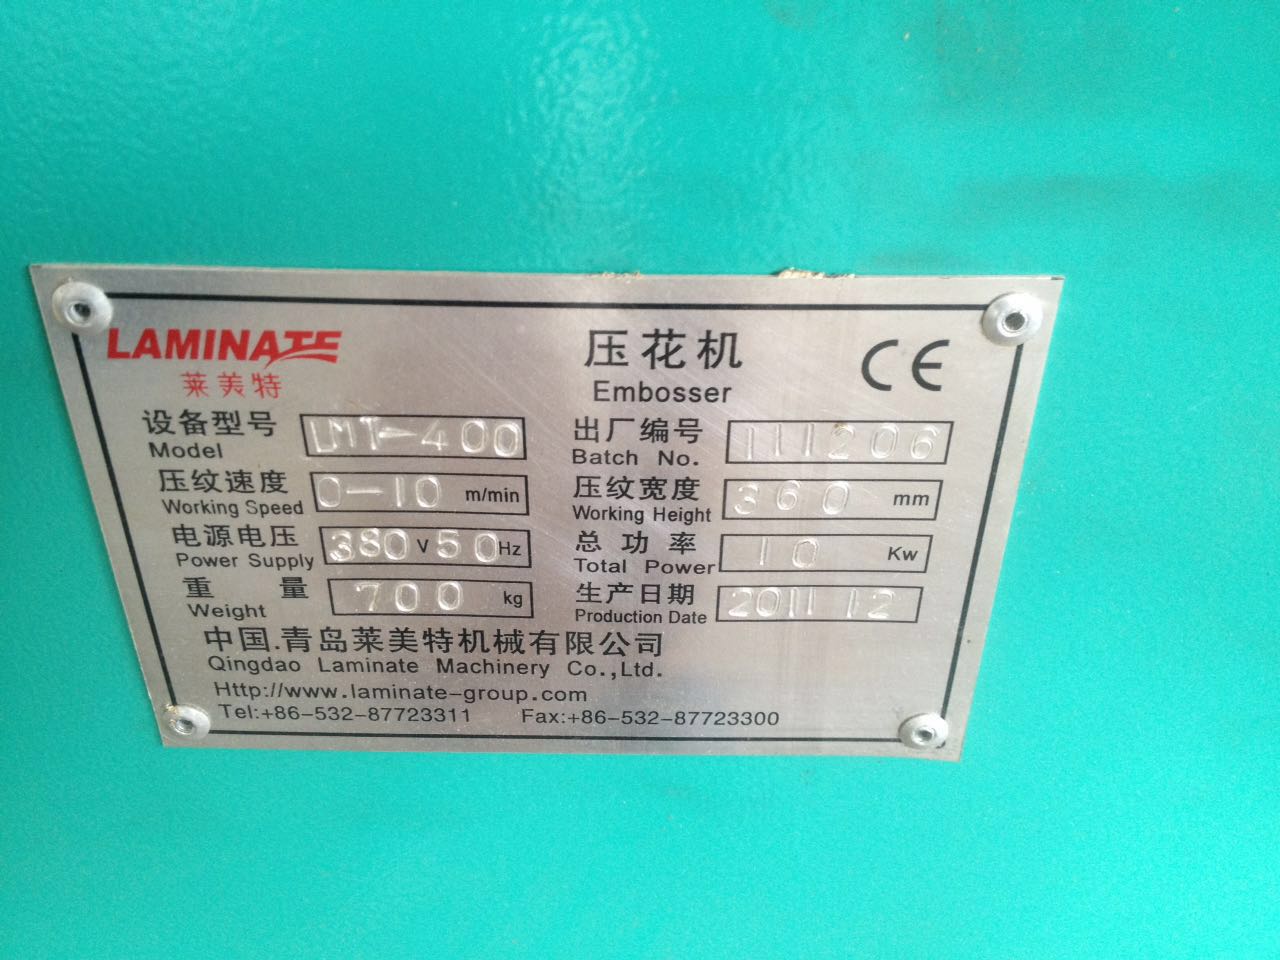 LAMINATE
莱美特
压花机
Embosser
CE
设备型号 LMT-400 出厂编号 111206
Model Batch No.
压纹速度 0-10 m/min 压纹宽度 360 mm
Working Speed Working Height
电源电压 380 V 50 Hz 总功率 10 Kw
Power Supply Total Power
重量 700 kg 生产日期 2011 12
Weight Production Date
中国.青岛莱美特机械有限公司
Qingdao Laminate Machinery Co.,Ltd.
Http://www.laminate-group.com
Tel:+86-532-87723311 Fax:+86-532-87723300